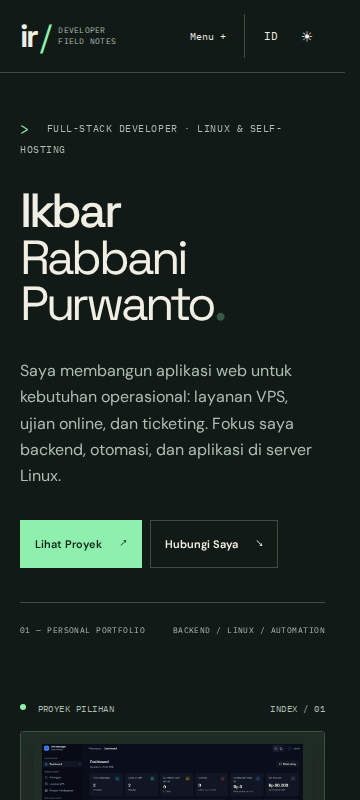 ir/ DEVELOPER
FIELD NOTES
Menu +
ID
> FULL-STACK DEVELOPER · LINUX & SELF-
HOSTING
Ikbar
Rabbani
Purwanto.
Saya membangun aplikasi web untuk
kebutuhan operasional: layanan VPS,
ujian online, dan ticketing. Fokus saya
backend, otomasi, dan aplikasi di server
Linux.
Lihat Proyek ↗
Hubungi Saya ↘
01 — PERSONAL PORTFOLIO
BACKEND / LINUX / AUTOMATION
PROYEK PILIHAN
INDEX / 01
Dashboard